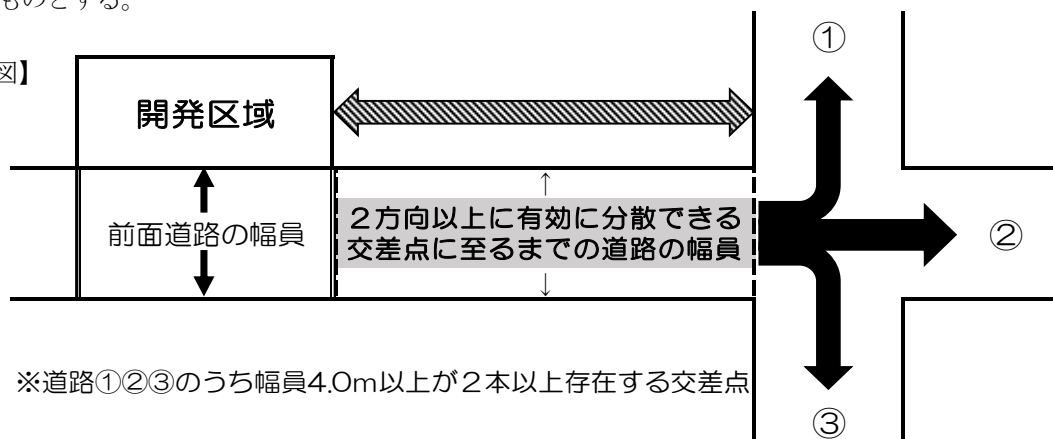 ものとする。
①
図】
開発区域
前面道路の幅員
↑
２方向以上に有効に分散できる
交差点に至るまでの道路の幅員
↓
②
※道路①②③のうち幅員4.0m以上が２本以上存在する交差点
③